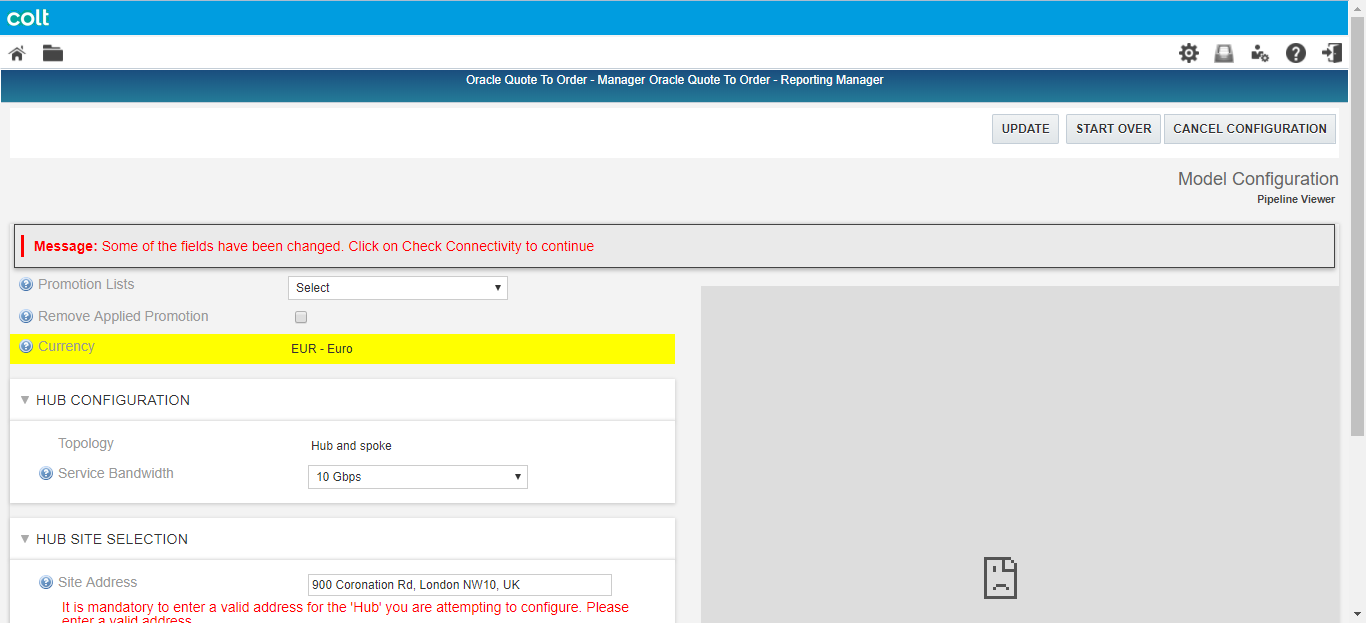 colt
Oracle Quote To Order - Manager Oracle Quote To Order - Reporting Manager
UPDATE START OVER CANCEL CONFIGURATION
Model Configuration
Pipeline Viewer
Message: Some of the fields have been changed. Click on Check Connectivity to continue
Promotion Lists Select
Remove Applied Promotion
Currency EUR - Euro
HUB CONFIGURATION
Topology Hub and spoke
Service Bandwidth 10 Gbps
HUB SITE SELECTION
Site Address 900 Coronation Rd, London NW10, UK
It is mandatory to enter a valid address for the 'Hub' you are attempting to configure. Please
enter a valid address